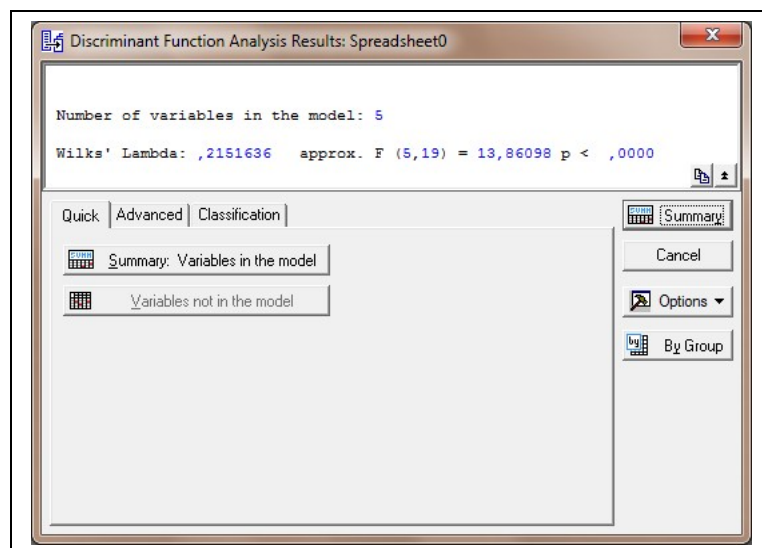 Discriminant Function Analysis Results: Spreadsheet0
Number of variables in the model: 5
Wilks' Lambda: ,2151636 approx. F (5,19) = 13,86098 p < ,0000
Quick Advanced Classification
Summary: Variables in the model
Variables not in the model
Summary
Cancel
Options
By Group